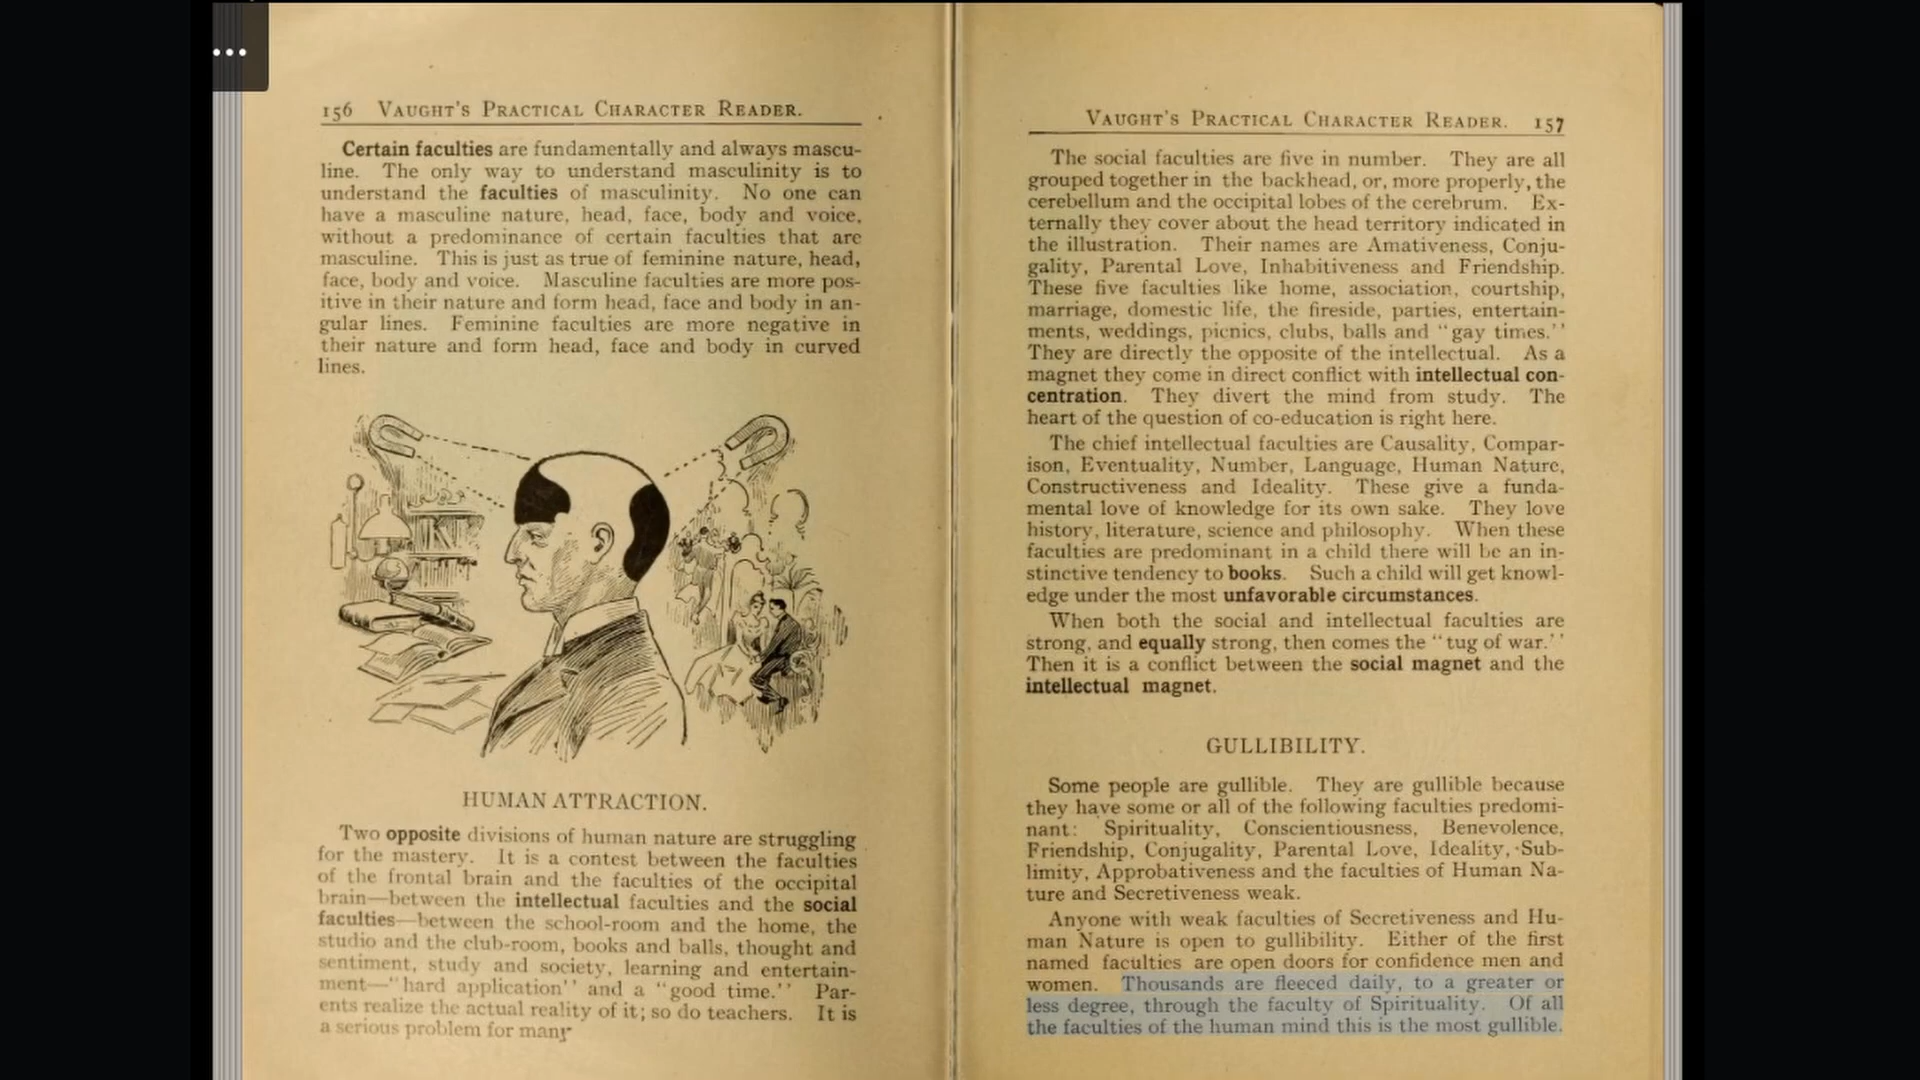 156 VAUGHT'S PRACTICAL CHARACTER READER.
Certain faculties are fundamentally and always mascu-
line. The only way to understand masculinity is to
understand the faculties of masculinity. No one can
have a masculine nature, head, face, body and voice,
without a predominance of certain faculties that are
masculine. This is just as true of feminine nature, head,
face, body and voice. Masculine faculties are more pos-
itive in their nature and form head, face and body in an-
gular lines. Feminine faculties are more negative in
their nature and form head, face and body in curved
lines.
HUMAN ATTRACTION.
Two opposite divisions of human nature are struggling
for the mastery. It is a contest between the faculties
of the frontal brain and the faculties of the occipital
brain—between the intellectual faculties and the social
faculties—between the school-room and the home, the
studio and the club-room, books and balls, thought and
sentiment, study and society, learning and entertain-
ment—"hard application" and a "good time." Par-
ents realize the actual reality of it; so do teachers. It is
a serious problem for many
VAUGHT'S PRACTICAL CHARACTER READER. 157
The social faculties are five in number. They are all
grouped together in the backhead, or, more properly, the
cerebellum and the occipital lobes of the cerebrum. Ex-
ternally they cover about the head territory indicated in
the illustration. Their names are Amativeness, Conju-
gality, Parental Love, Inhabitiveness and Friendship.
These five faculties like home, association, courtship,
marriage, domestic life, the fireside, parties, entertain-
ments, weddings, picnics, clubs, balls and "gay times."
They are directly the opposite of the intellectual. As a
magnet they come in direct conflict with intellectual con-
centration. They divert the mind from study. The
heart of the question of co-education is right here.
The chief intellectual faculties are Causality, Compar-
ison, Eventuality, Number, Language, Human Nature,
Constructiveness and Ideality. These give a funda-
mental love of knowledge for its own sake. They love
history, literature, science and philosophy. When these
faculties are predominant in a child there will be an in-
stinctive tendency to books. Such a child will get knowl-
edge under the most unfavorable circumstances.
When both the social and intellectual faculties are
strong, and equally strong, then comes the "tug of war."
Then it is a conflict between the social magnet and the
intellectual magnet.
GULLIBILITY.
Some people are gullible. They are gullible because
they have some or all of the following faculties predomi-
nant: Spirituality, Conscientiousness, Benevolence,
Friendship, Conjugality, Parental Love, Ideality, Sub-
limity, Approbativeness and the faculties of Human Na-
ture and Secretiveness weak.
Anyone with weak faculties of Secretiveness and Hu-
man Nature is open to gullibility. Either of the first
named faculties are open doors for confidence men and
women. Thousands are fleeced daily, to a greater or
less degree, through the faculty of Spirituality. Of all
the faculties of the human mind this is the most gullible.